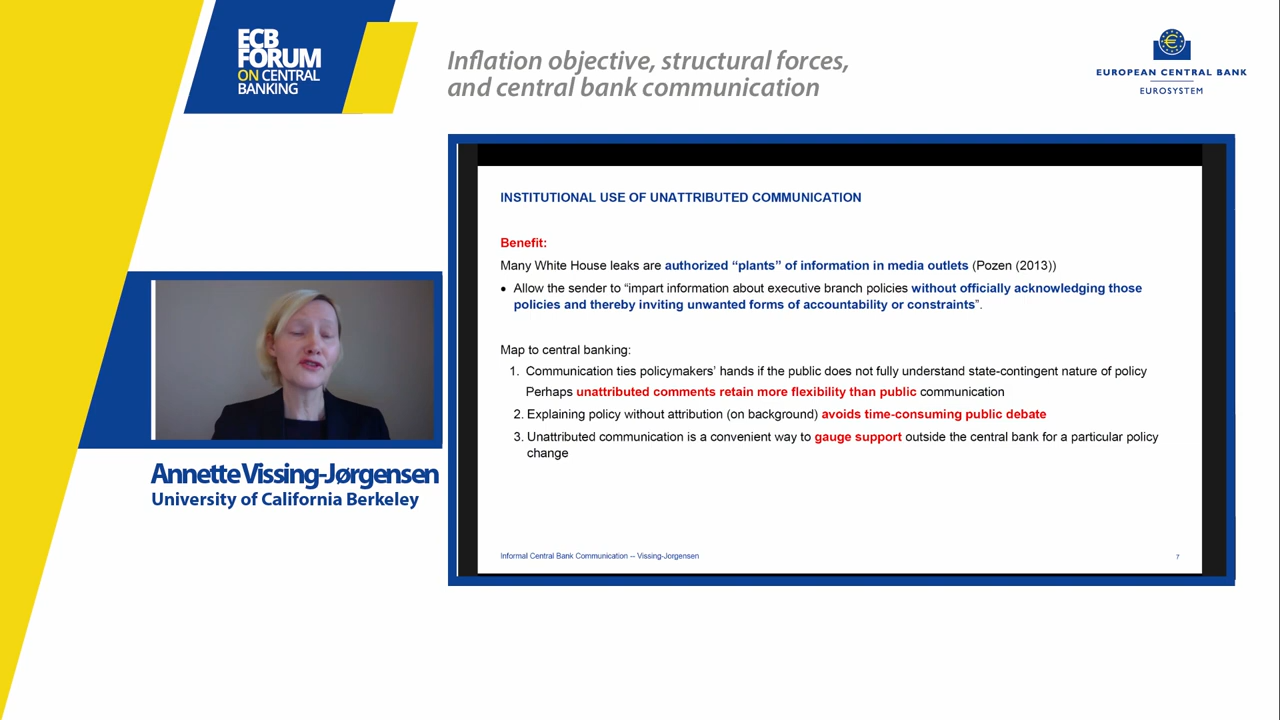 ECB
FORUM
ON CENTRAL
BANKING
Inflation objective, structural forces,
and central bank communication
EUROPEAN CENTRAL BANK
EUROSYSTEM
INSTITUTIONAL USE OF UNATTRIBUTED COMMUNICATION
Benefit:
Many White House leaks are authorized “plants” of information in media outlets (Pozen (2013))
• Allow the sender to “impart information about executive branch policies without officially acknowledging those
policies and thereby inviting unwanted forms of accountability or constraints”.
Map to central banking:
1. Communication ties policymakers’ hands if the public does not fully understand state-contingent nature of policy
Perhaps unattributed comments retain more flexibility than public communication
2. Explaining policy without attribution (on background) avoids time-consuming public debate
3. Unattributed communication is a convenient way to gauge support outside the central bank for a particular policy
change
Informal Central Bank Communication -- Vissing-Jorgensen
7
Annette Vissing-Jørgensen
University of California Berkeley